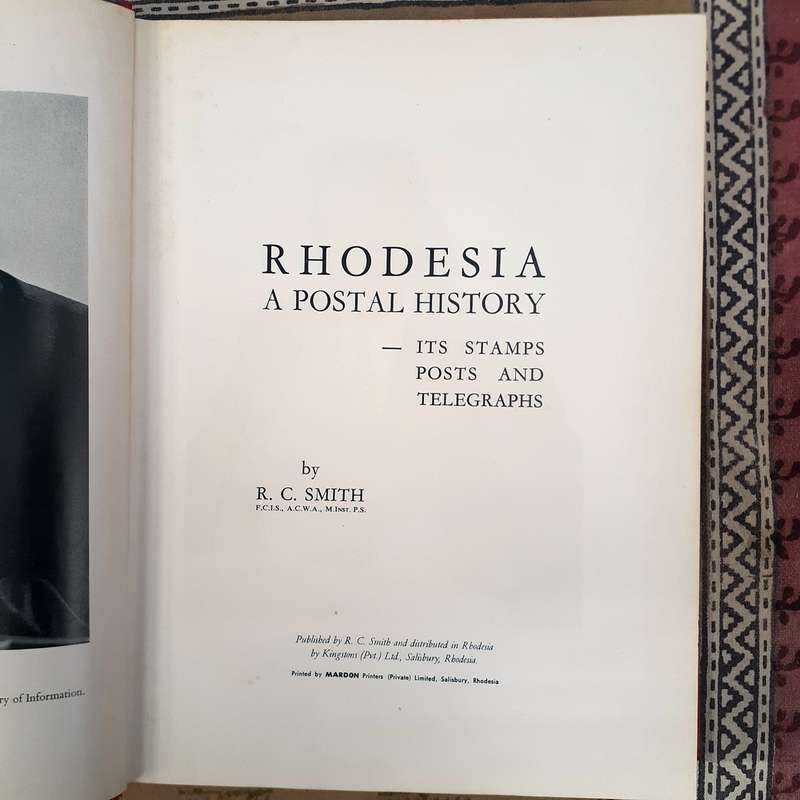 RHODESIA
A POSTAL HISTORY
— ITS STAMPS
POSTS AND
TELEGRAPHS
by
R. C. SMITH
F.C.I.S., A.C.W.A., M.INST. P.S.
Published by R. C. Smith and distributed in Rhodesia
by Kingstons (Pvt.) Ltd., Salisbury, Rhodesia.
Printed by MARDON Printers (Private) Limited, Salisbury, Rhodesia
of Information.